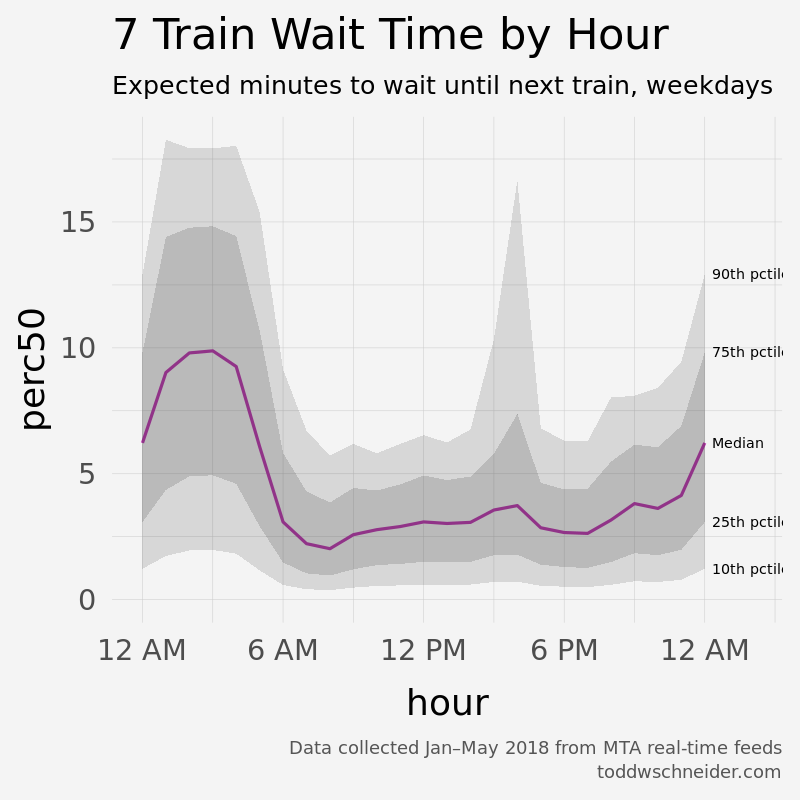 7 Train Wait Time by Hour
Expected minutes to wait until next train, weekdays
perc50
15
10
5
0
90th pctile
75th pctile
Median
25th pctile
10th pctile
12 AM 6 AM 12 PM 6 PM 12 AM
hour
Data collected Jan–May 2018 from MTA real-time feeds
toddwschneider.com